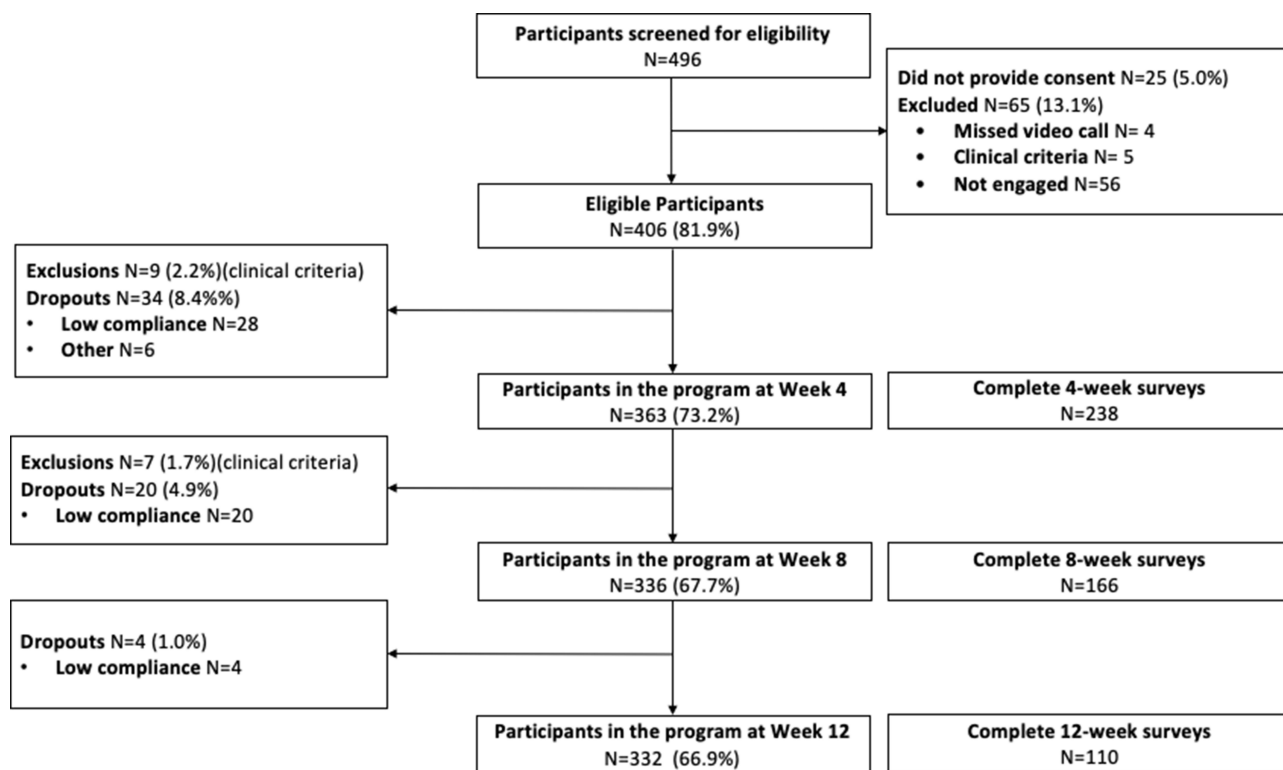 Participants screened for eligibility
N=496
Did not provide consent N=25 (5.0%)
Excluded N=65 (13.1%)
• Missed video call N= 4
• Clinical criteria N= 5
• Not engaged N=56
Eligible Participants
N=406 (81.9%)
Exclusions N=9 (2.2%)(clinical criteria)
Dropouts N=34 (8.4%%)
• Low compliance N=28
• Other N=6
Participants in the program at Week 4
N=363 (73.2%)
Complete 4-week surveys
N=238
Exclusions N=7 (1.7%)(clinical criteria)
Dropouts N=20 (4.9%)
• Low compliance N=20
Participants in the program at Week 8
N=336 (67.7%)
Complete 8-week surveys
N=166
Dropouts N=4 (1.0%)
• Low compliance N=4
Participants in the program at Week 12
N=332 (66.9%)
Complete 12-week surveys
N=110